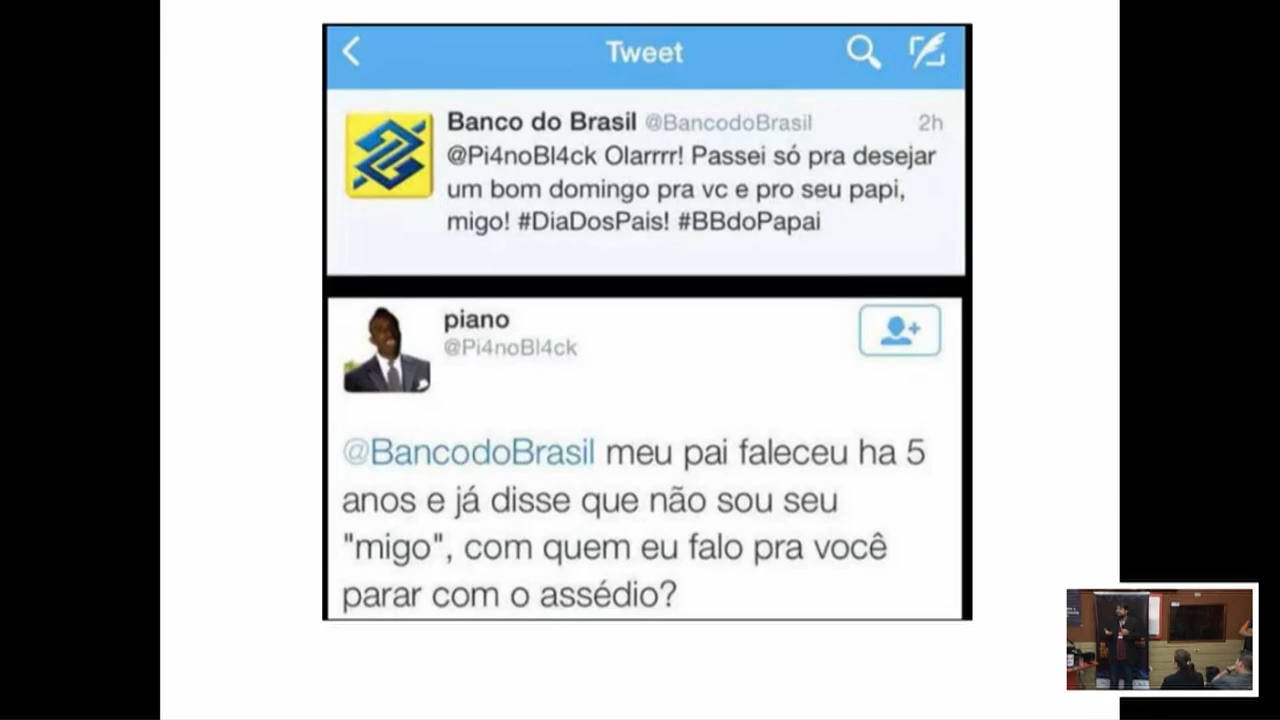 Tweet
Banco do Brasil @BancodoBrasil 2h
@Pi4noBl4ck Olarrrr! Passei só pra desejar
um bom domingo pra vc e pro seu papi,
migo! #DiaDosPais! #BBdoPapai
piano
@Pi4noBl4ck
@BancodoBrasil meu pai faleceu ha 5
anos e já disse que não sou seu
"migo", com quem eu falo pra você
parar com o assédio?